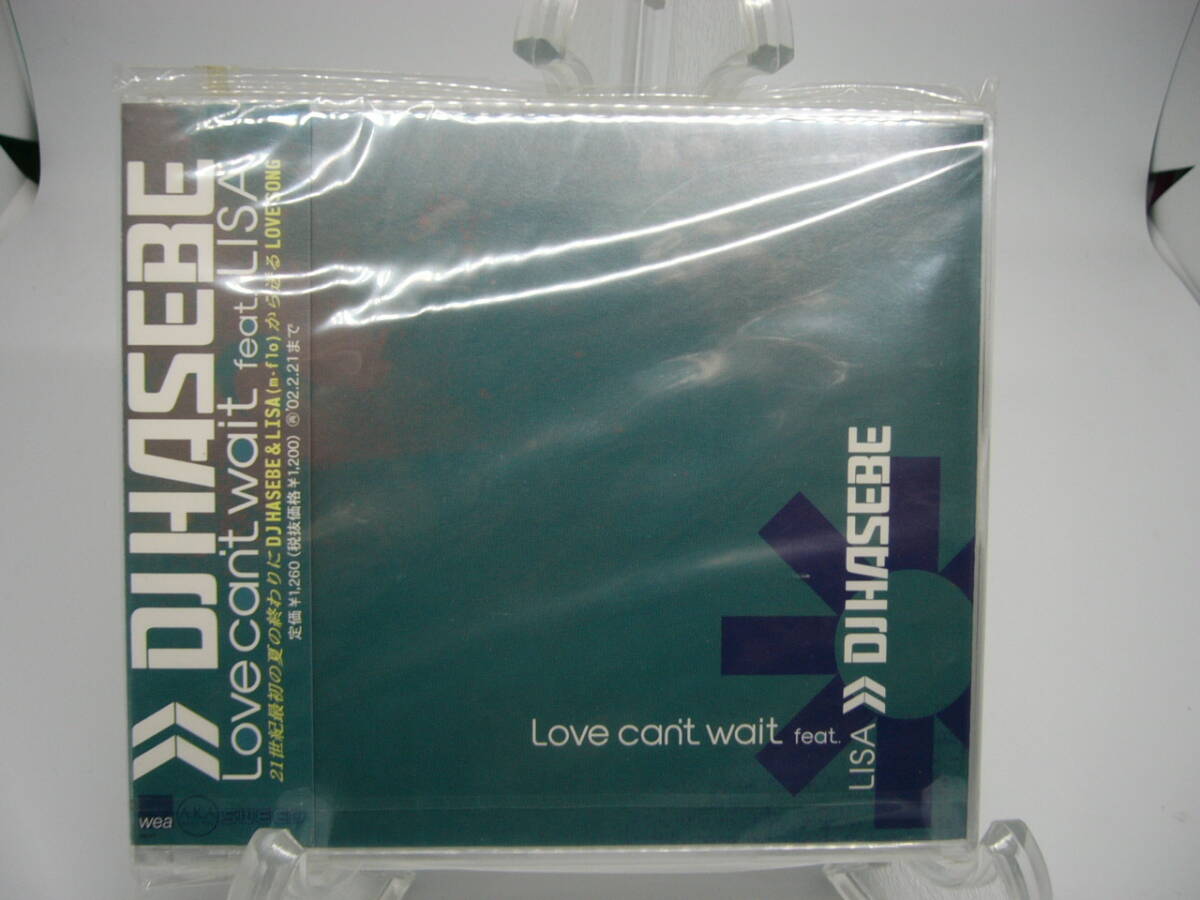 DJ HASEBE
Love can't wait feat. LISA
21世紀最初の夏の終わりにDJ HASEBE & LISA (m-flo) から送るLOVE SONG
定価¥1,260 (税抜価格¥1,200) Ⓡ'02.2.21まで
wea
A.K.A.
Love can't wait feat.
LISA
DJ HASEBE